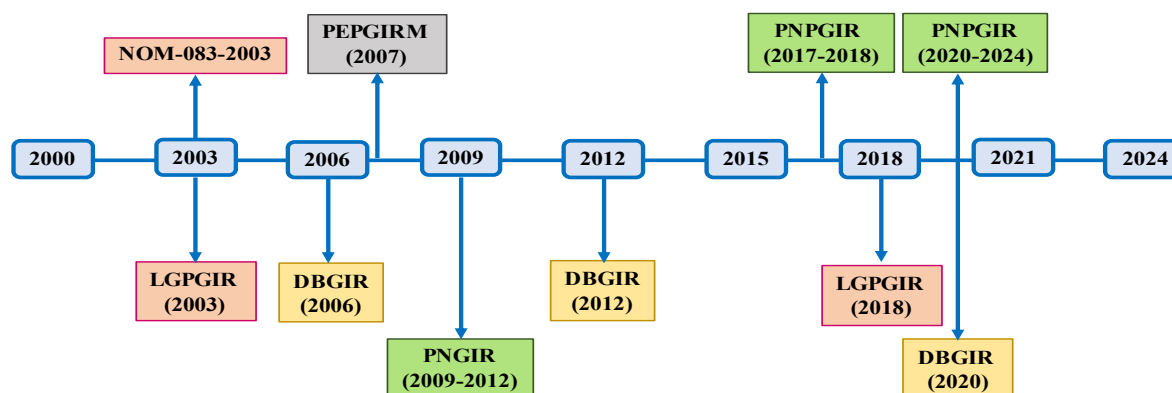 PEPGIRM
(2007)
PNPGIR
(2017-2018)
PNPGIR
(2020-2024)
NOM-083-2003
2000
2003
2006
2009
2012
2015
2018
2021
2024
LGPGIR
(2003)
DBGIR
(2006)
DBGIR
(2012)
LGPGIR
(2018)
PNGIR
(2009-2012)
DBGIR
(2020)